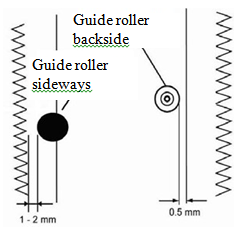 Guide roller
backside
Guide roller
sideways
1 - 2 mm
0.5 mm